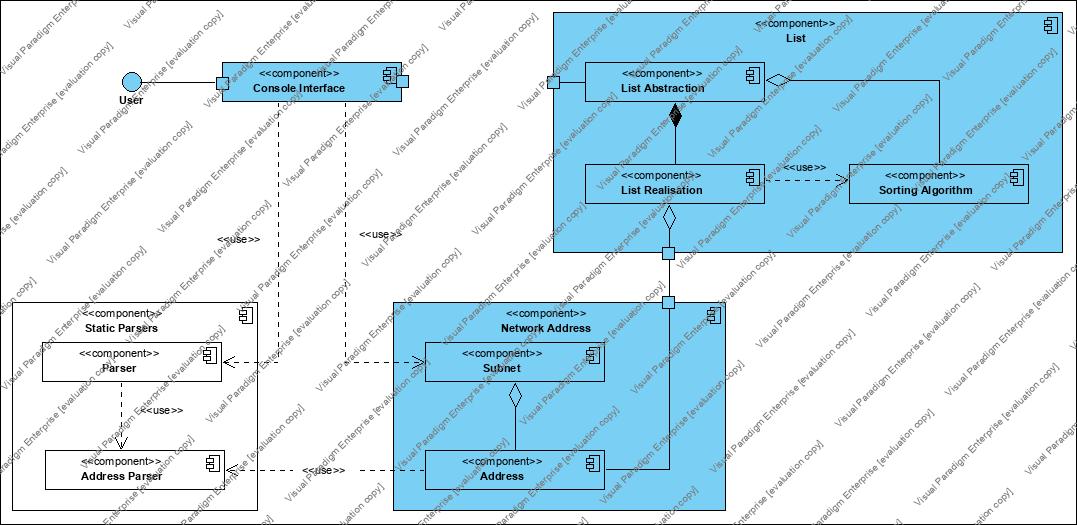 <<component>>
List
<<component>>
Console Interface
User
<<component>>
List Abstraction
<<component>>
List Realisation
<<use>>
<<component>>
Sorting Algorithm
<<use>>
<<use>>
<<component>>
Static Parsers
<<component>>
Parser
<<use>>
<<component>>
Address Parser
<<component>>
Network Address
<<component>>
Subnet
<<component>>
Address
<<use>>
Visual Paradigm Enterprise [evaluation copy]